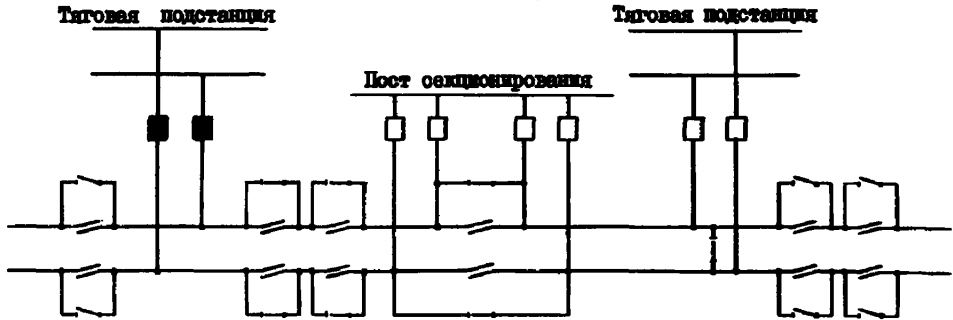 Тяговая подстанция
Тяговая подстанция
Пост секционирования